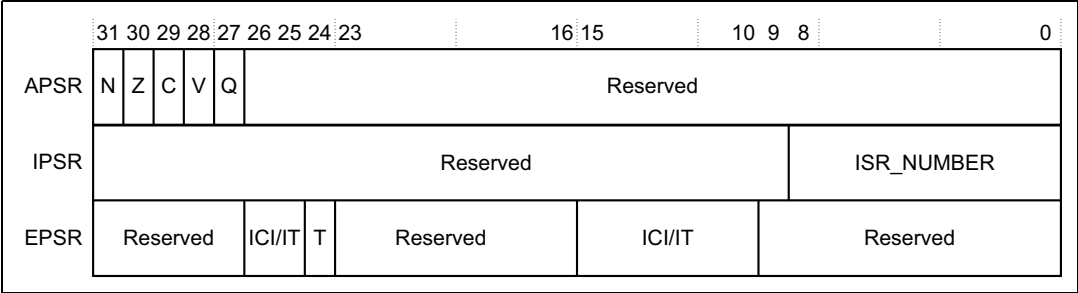 31 30 29 28 27 26 25 24 23 16 15 10 9 8 0
APSR N Z C V Q Reserved
IPSR Reserved ISR_NUMBER
EPSR Reserved ICI/IT T Reserved ICI/IT Reserved